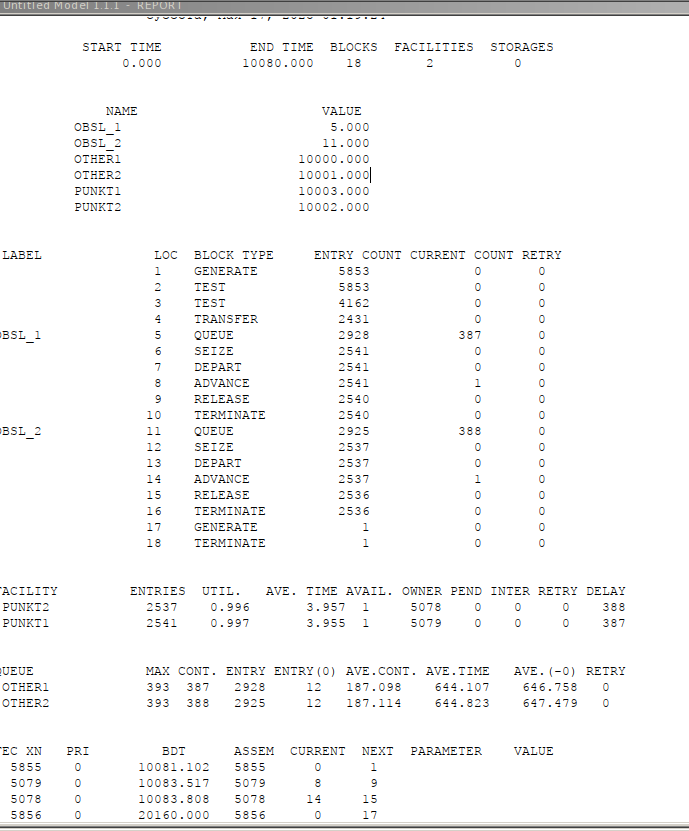 Untitled Model 1.1.1 - REPORT
START TIME END TIME BLOCKS FACILITIES STORAGES
0.000 10080.000 18 2 0
NAME VALUE
OBSL_1 5.000
OBSL_2 11.000
OTHER1 10000.000
OTHER2 10001.000
PUNKT1 10003.000
PUNKT2 10002.000
LABEL LOC BLOCK TYPE ENTRY COUNT CURRENT COUNT RETRY
1 GENERATE 5853 0 0
2 TEST 5853 0 0
3 TEST 4162 0 0
4 TRANSFER 2431 0 0
OBSL_1 5 QUEUE 2928 387 0
6 SEIZE 2541 0 0
7 DEPART 2541 0 0
8 ADVANCE 2541 1 0
9 RELEASE 2540 0 0
10 TERMINATE 2540 0 0
OBSL_2 11 QUEUE 2925 388 0
12 SEIZE 2537 0 0
13 DEPART 2537 0 0
14 ADVANCE 2537 1 0
15 RELEASE 2536 0 0
16 TERMINATE 2536 0 0
17 GENERATE 1 0 0
18 TERMINATE 1 0 0
FACILITY ENTRIES UTIL. AVE. TIME AVAIL. OWNER PEND INTER RETRY DELAY
PUNKT2 2537 0.996 3.957 1 5078 0 0 0 388
PUNKT1 2541 0.997 3.955 1 5079 0 0 0 387
QUEUE MAX CONT. ENTRY ENTRY(0) AVE.CONT. AVE.TIME AVE.(-0) RETRY
OTHER1 393 387 2928 12 187.098 644.107 646.758 0
OTHER2 393 388 2925 12 187.114 644.823 647.479 0
FEC XN PRI BDT ASSEM CURRENT NEXT PARAMETER VALUE
5855 0 10081.102 5855 0 1
5079 0 10083.517 5079 8 9
5078 0 10083.808 5078 14 15
5856 0 20160.000 5856 0 17